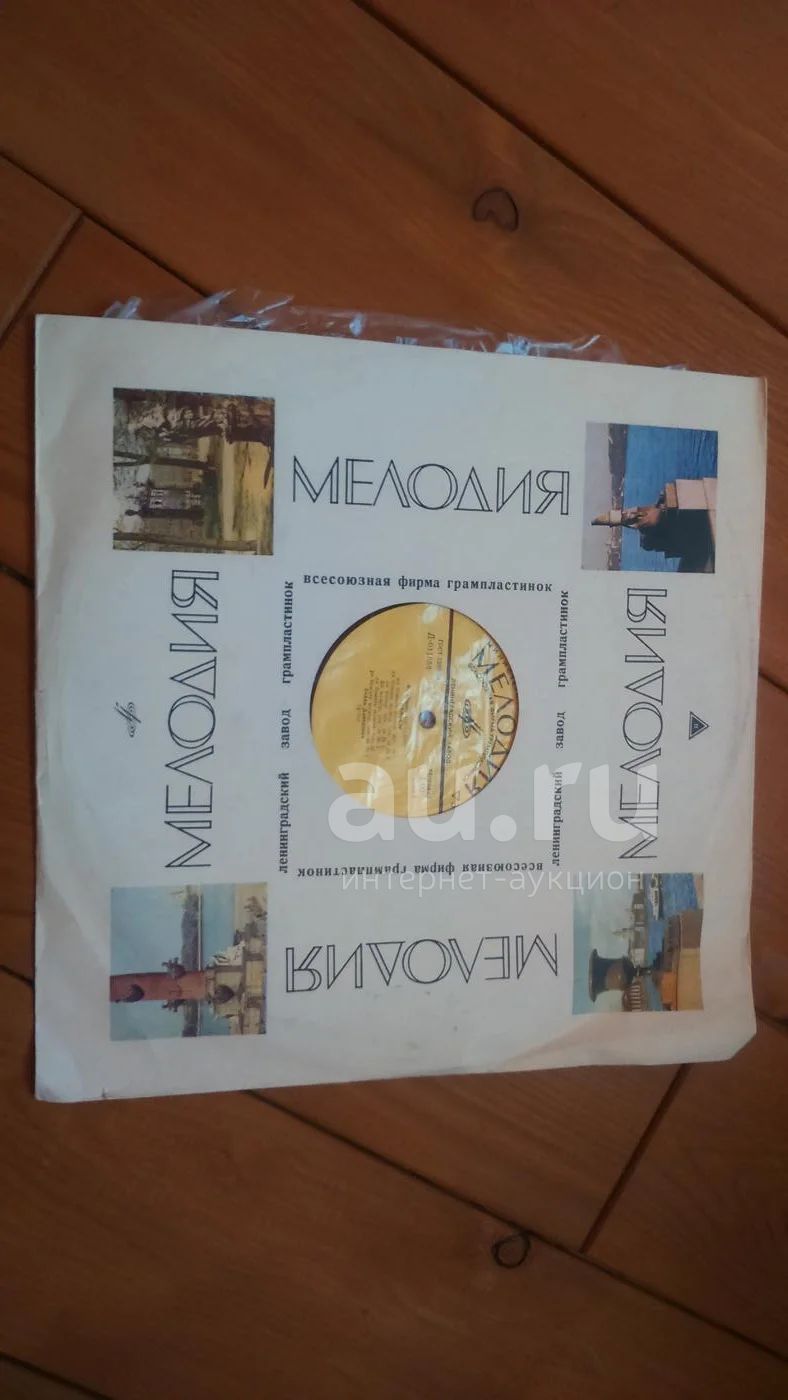 МЕЛОДИЯ
всесоюзная фирма грампластинок
МЕЛОДИЯ
ленинградский завод грампластинок
МЕЛОДИЯ
ленинградский завод грампластинок
МЕЛОДИЯ
ГОСТ
au.ru
интернет-аукцион
всесоюзная фирма грампластинок
МЕЛОДИЯ